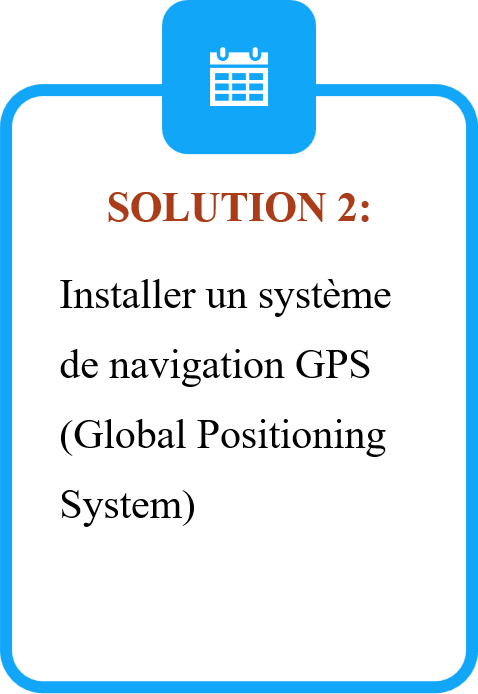 SOLUTION 2:
Installer un système
de navigation GPS
(Global Positioning
System)